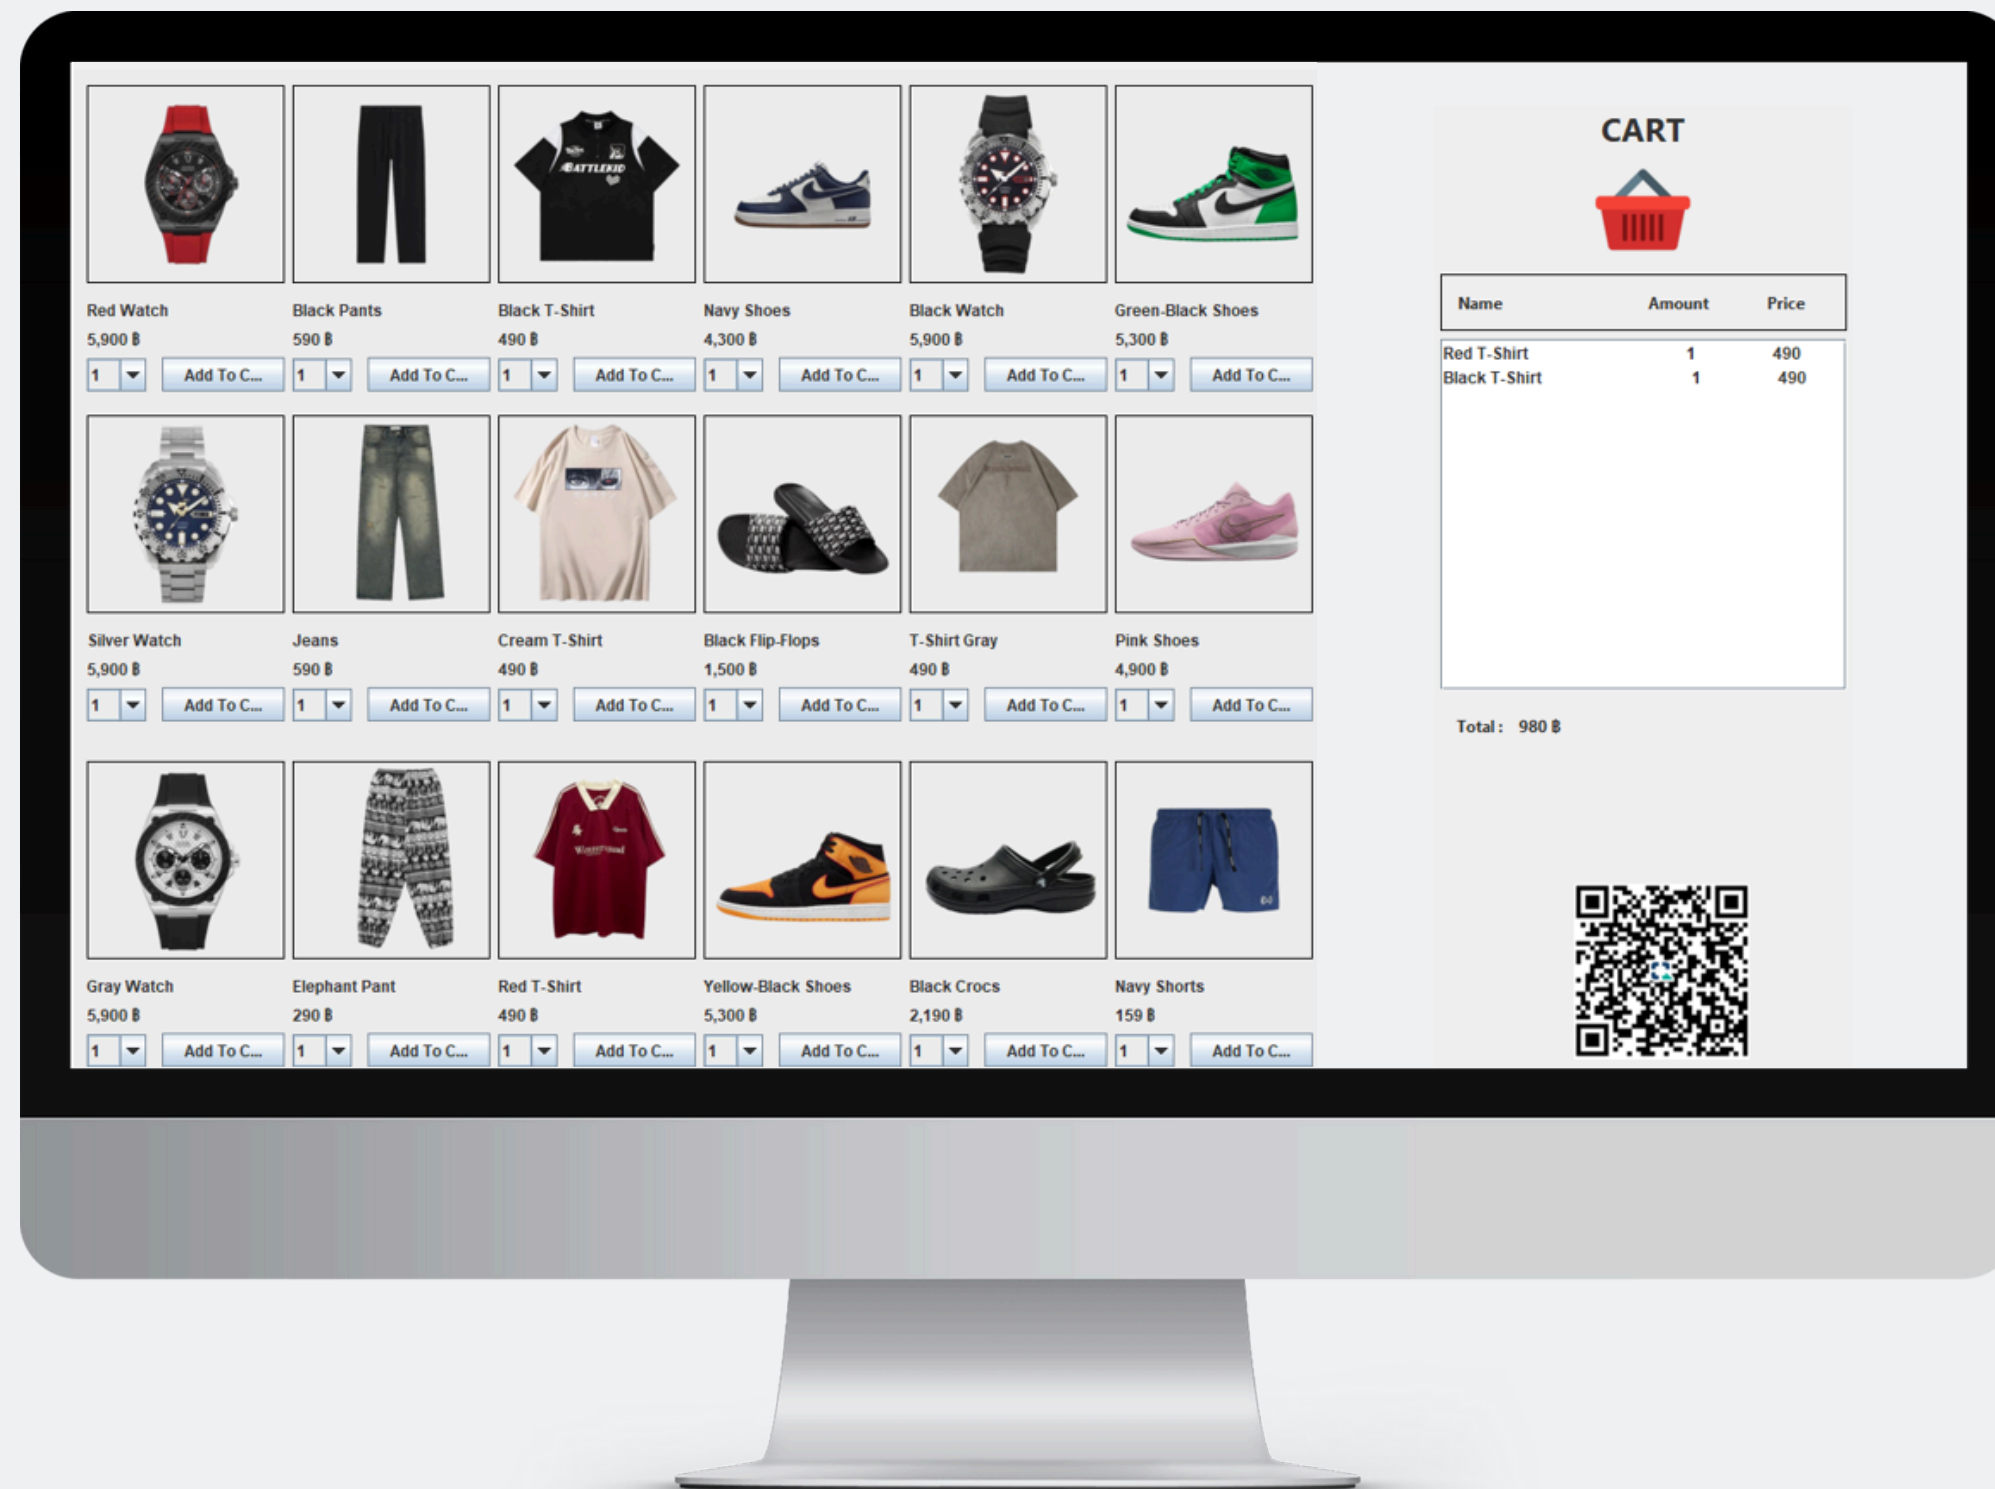 Red Watch
5,900 ฿
1 Add To C...
Black Pants
590 ฿
1 Add To C...
BATTLEKID
Black T-Shirt
490 ฿
1 Add To C...
Navy Shoes
4,300 ฿
1 Add To C...
Black Watch
5,900 ฿
1 Add To C...
Green-Black Shoes
5,300 ฿
1 Add To C...
Silver Watch
5,900 ฿
1 Add To C...
Jeans
590 ฿
1 Add To C...
Cream T-Shirt
490 ฿
1 Add To C...
Black Flip-Flops
1,500 ฿
1 Add To C...
T-Shirt Gray
490 ฿
1 Add To C...
Pink Shoes
4,900 ฿
1 Add To C...
Gray Watch
5,900 ฿
1 Add To C...
Elephant Pant
290 ฿
1 Add To C...
Red T-Shirt
490 ฿
1 Add To C...
Yellow-Black Shoes
5,300 ฿
1 Add To C...
Black Crocs
2,190 ฿
1 Add To C...
Navy Shorts
159 ฿
1 Add To C...
CART
Name Amount Price
Red T-Shirt 1 490
Black T-Shirt 1 490
Total : 980 ฿